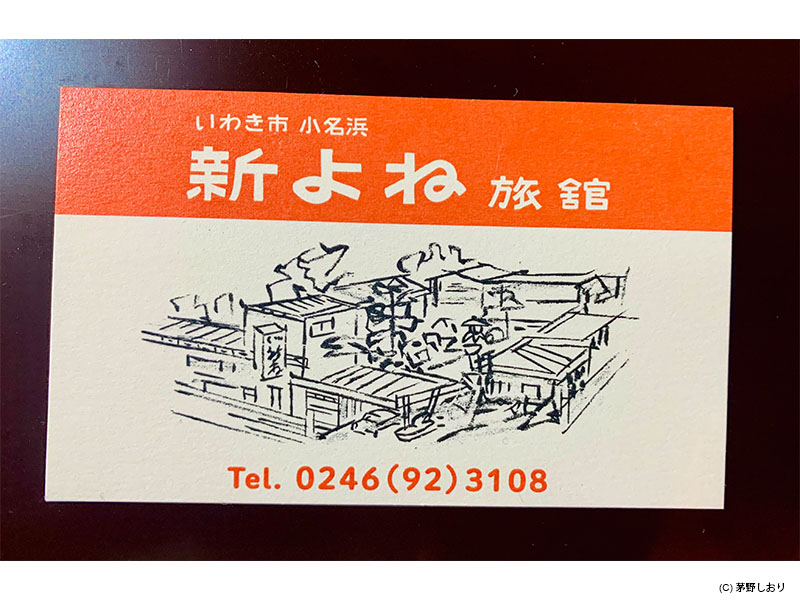 いわき市 小名浜
新よね 旅舘
Tel. 0246(92)3108
(C) 茅野しおり